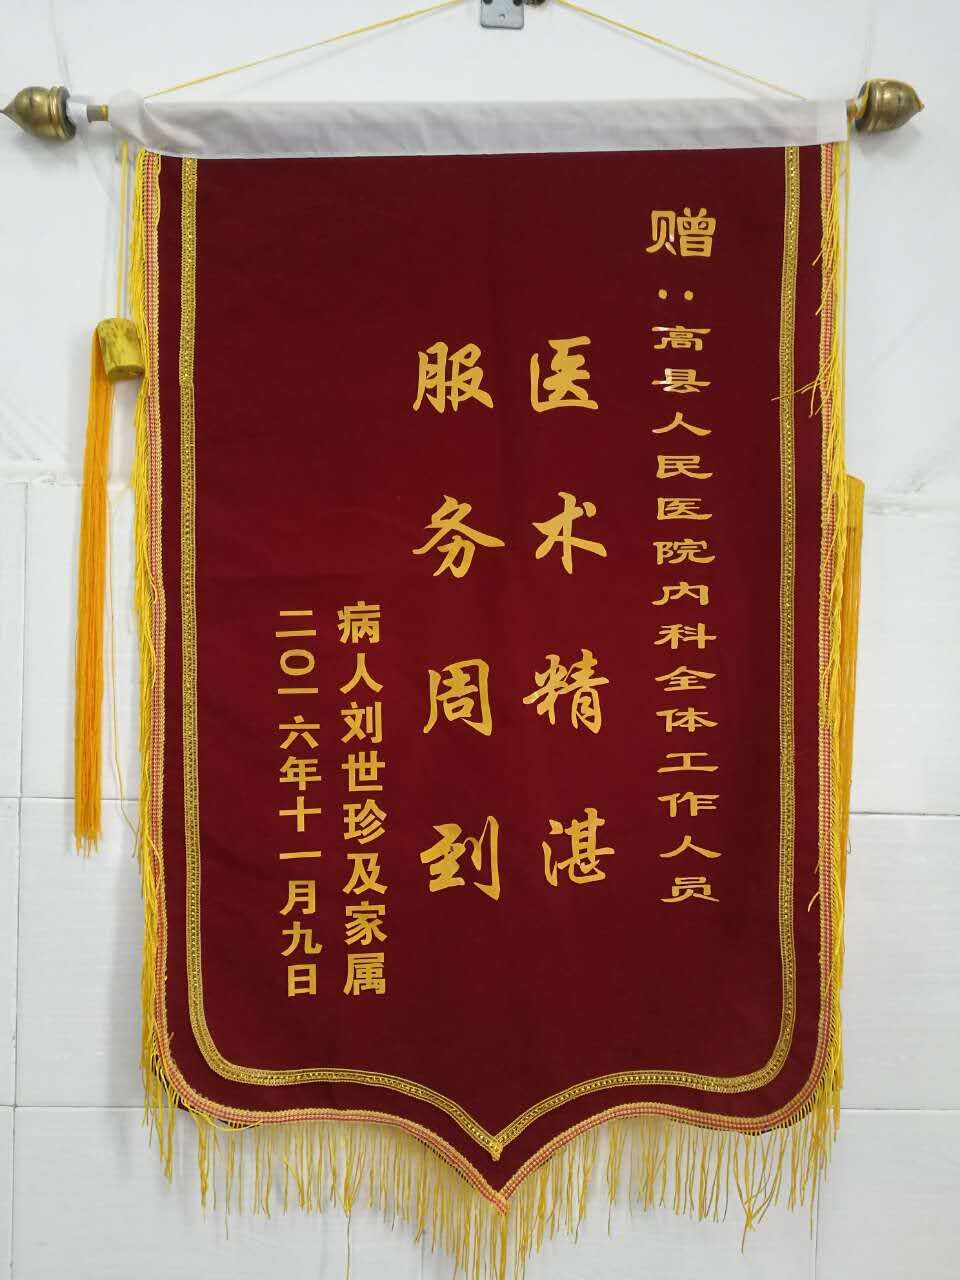 赠：高县人民医院内科全体工作人员
医术精湛
服务周到
病人刘世珍及家属
二〇一六年十一月九日